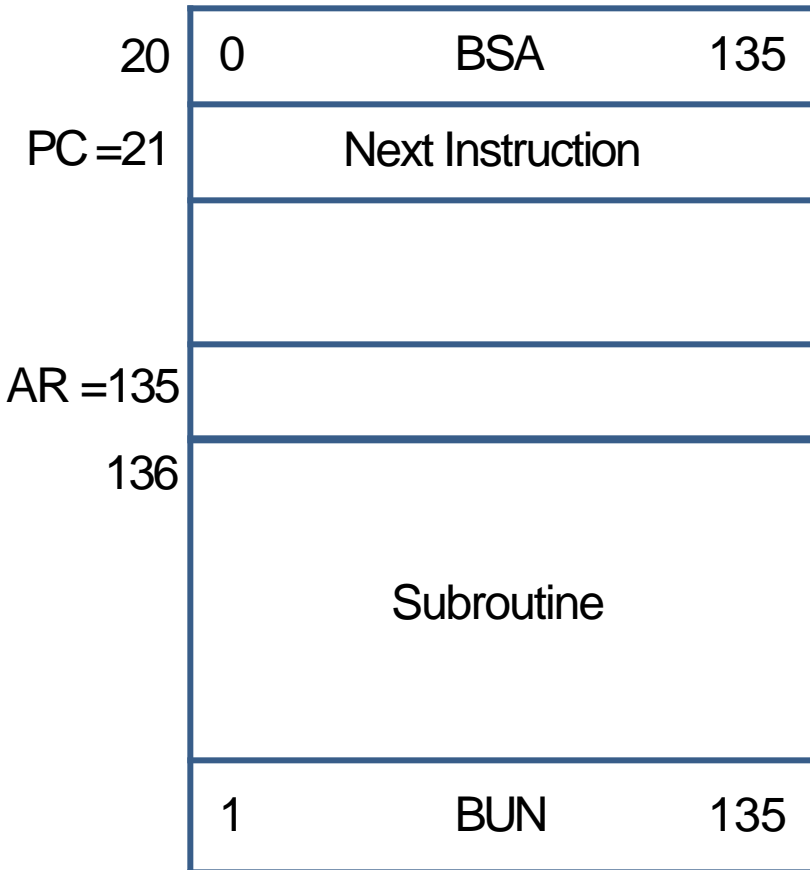 20 0 BSA 135
PC =21 Next Instruction
AR =135
136
Subroutine
1 BUN 135